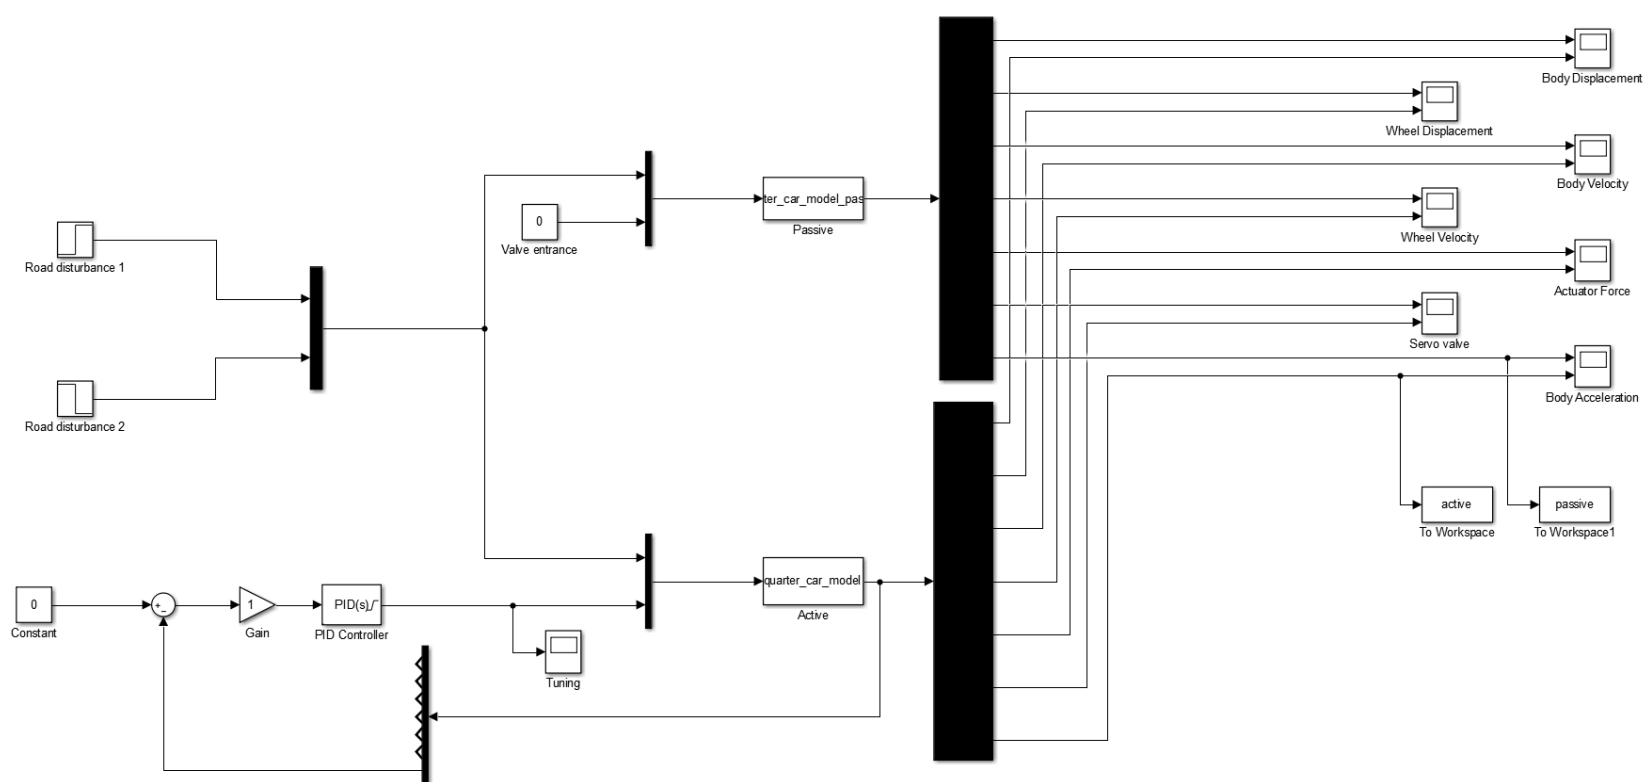 Body Displacement
Wheel Displacement
Body Velocity
ter_car_model_pas
Passive
0
Valve entrance
Wheel Velocity
Road disturbance 1
Actuator Force
Servo valve
Body Acceleration
Road disturbance 2
active
To Workspace
passive
To Workspace1
quarter_car_model
Active
0
Constant
+
−
1
Gain
PID(s)
PID Controller
Tuning